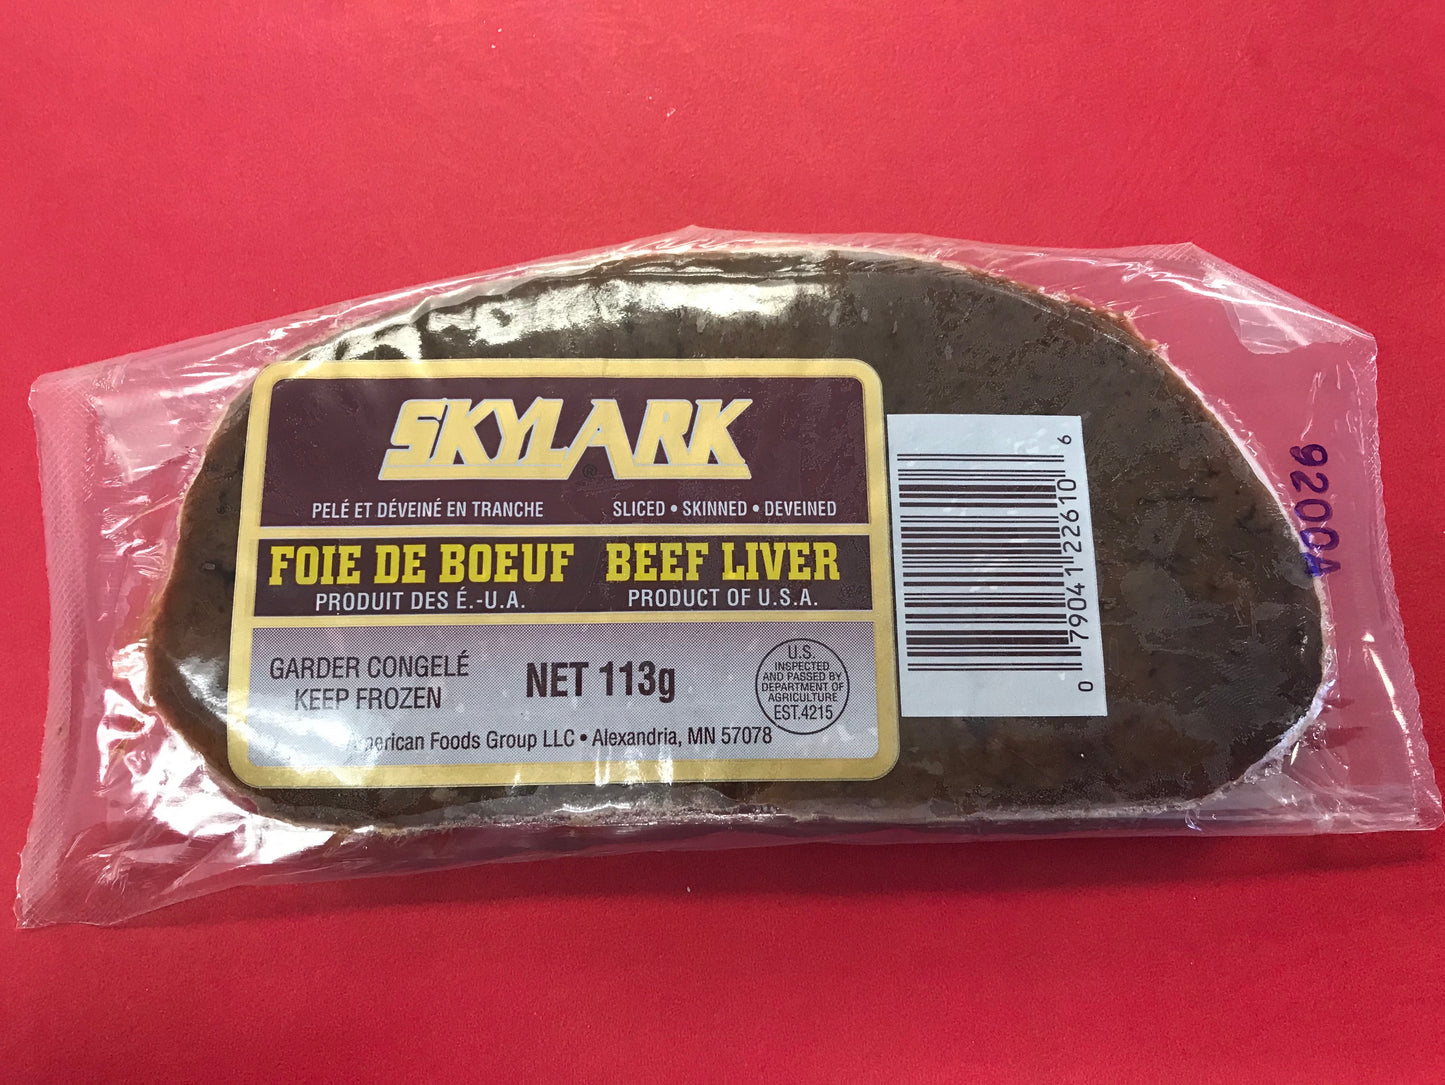 SKYLARK
®
PELÉ ET DÉVEINÉ EN TRANCHE
SLICED • SKINNED • DEVEINED
FOIE DE BOEUF
BEEF LIVER
PRODUIT DES É.-U.A.
PRODUCT OF U.S.A.
GARDER CONGELÉ
KEEP FROZEN
NET 113g
U.S.
INSPECTED
AND PASSED BY
DEPARTMENT OF
AGRICULTURE
EST.4215
American Foods Group LLC • Alexandria, MN 57078
0 79041 22610 6
9200A